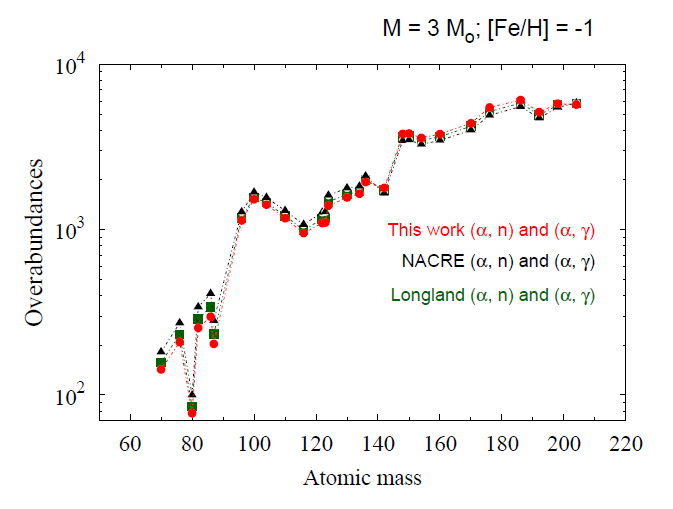 M = 3 Mo; [Fe/H] = -1
10^4
10^3
10^2
Overabundances
This work (α, n) and (α, γ)
NACRE (α, n) and (α, γ)
Longland (α, n) and (α, γ)
60 80 100 120 140 160 180 200 220
Atomic mass